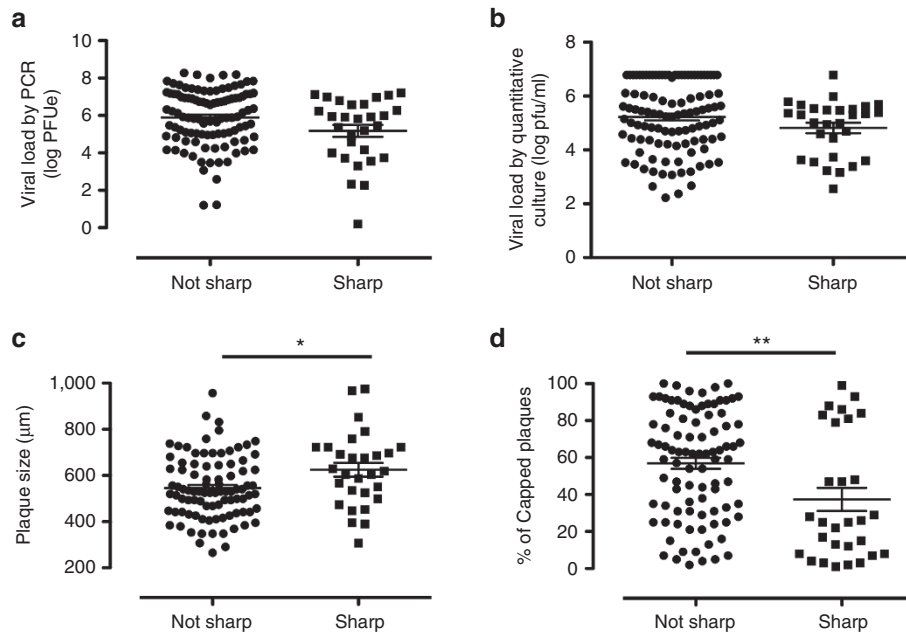 a
Viral load by PCR
(log PFUe)
10
8
6
4
2
0
Not sharp
Sharp
b
Viral load by quantitative
culture (log pfu/ml)
8
6
4
2
0
Not sharp
Sharp
c
*
Plaque size (μm)
1,000
800
600
400
200
Not sharp
Sharp
d
**
% of Capped plaques
100
80
60
40
20
0
Not sharp
Sharp